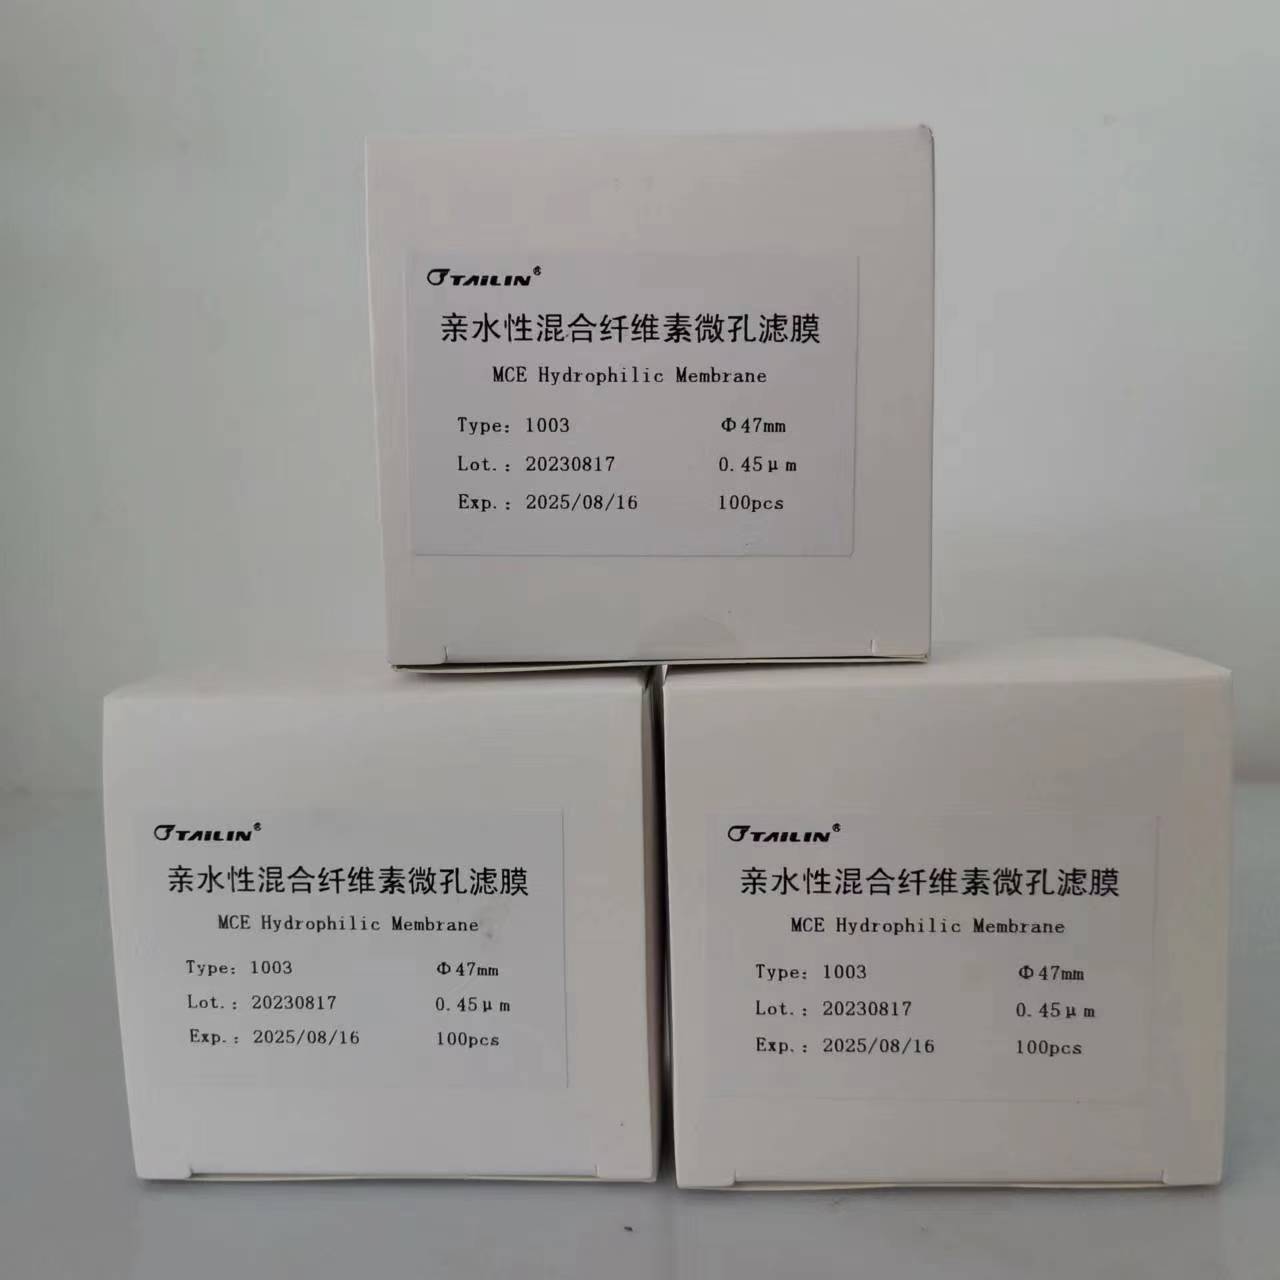 TAILIN®
亲水性混合纤维素微孔滤膜
MCE Hydrophilic Membrane
Type: 1003 Φ47mm
Lot.: 20230817 0.45μm
Exp.: 2025/08/16 100pcs
TAILIN®
亲水性混合纤维素微孔滤膜
MCE Hydrophilic Membrane
Type: 1003 Φ47mm
Lot.: 20230817 0.45μm
Exp.: 2025/08/16 100pcs
TAILIN®
亲水性混合纤维素微孔滤膜
MCE Hydrophilic Membrane
Type: 1003 Φ47mm
Lot.: 20230817 0.45μm
Exp.: 2025/08/16 100pcs